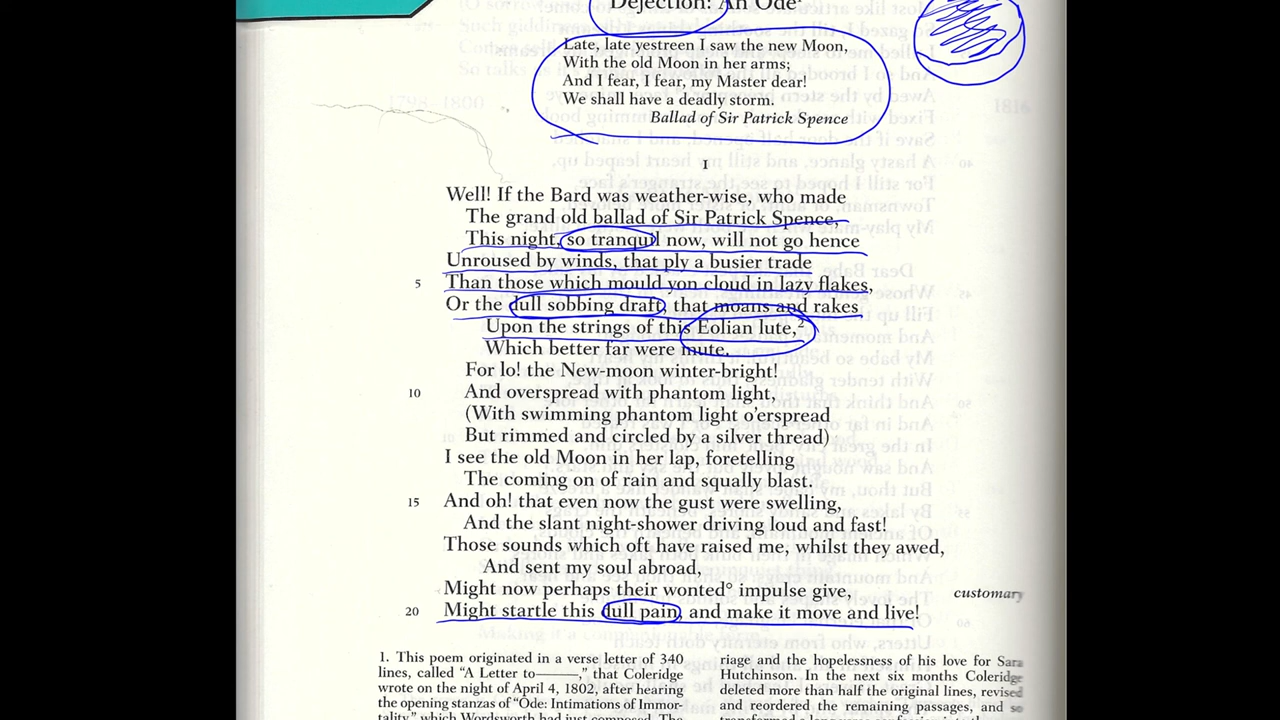 Dejection: An Ode¹
Late, late yestreen I saw the new Moon,
With the old Moon in her arms;
And I fear, I fear, my Master dear!
We shall have a deadly storm.
Ballad of Sir Patrick Spence
I
Well! If the Bard was weather-wise, who made
The grand old ballad of Sir Patrick Spence,
This night, so tranquil now, will not go hence
Unroused by winds, that ply a busier trade
5 Than those which mould yon cloud in lazy flakes,
Or the dull sobbing draft, that moans and rakes
Upon the strings of this Eolian lute,²
Which better far were mute.
For lo! the New-moon winter-bright!
10 And overspread with phantom light,
(With swimming phantom light o'erspread
But rimmed and circled by a silver thread)
I see the old Moon in her lap, foretelling
The coming on of rain and squally blast.
15 And oh! that even now the gust were swelling,
And the slant night-shower driving loud and fast!
Those sounds which oft have raised me, whilst they awed,
And sent my soul abroad,
Might now perhaps their wonted° impulse give, customary
20 Might startle this dull pain, and make it move and live!
1. This poem originated in a verse letter of 340
lines, called "A Letter to———," that Coleridge
wrote on the night of April 4, 1802, after hearing
the opening stanzas of "Ode: Intimations of Immor-
tality," which Wordsworth had just composed. The
riage and the hopelessness of his love for Sara
Hutchinson. In the next six months Coleridge
deleted more than half the original lines, revised
and reordered the remaining passages, and so